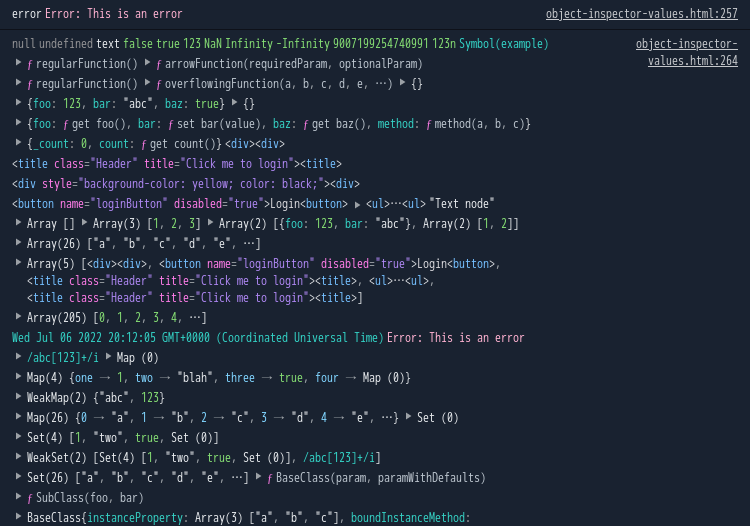 error Error: This is an error object-inspector-values.html:257
null undefined text false true 123 NaN Infinity -Infinity 9007199254740991 123n Symbol(example) object-inspector-
values.html:264
▶ ƒ regularFunction() ▶ ƒ arrowFunction(requiredParam, optionalParam)
▶ ƒ regularFunction() ▶ ƒ overflowingFunction(a, b, c, d, e, …) ▶ {}
▶ {foo: 123, bar: "abc", baz: true} ▶ {}
▶ {foo: ƒ get foo(), bar: ƒ set bar(value), baz: ƒ get baz(), method: ƒ method(a, b, c)}
▶ {_count: 0, count: ƒ get count()} <div><div>
<title class="Header" title="Click me to login"><title>
<div style="background-color: yellow; color: black;"><div>
<button name="loginButton" disabled="true">Login<button> ▶ <ul>…<ul> "Text node"
▶ Array [] ▶ Array(3) [1, 2, 3] ▶ Array(2) [{foo: 123, bar: "abc"}, Array(2) [1, 2]]
▶ Array(26) ["a", "b", "c", "d", "e", …]
▶ Array(5) [<div><div>, <button name="loginButton" disabled="true">Login<button>,
<title class="Header" title="Click me to login"><title>, <ul>…<ul>,
<title class="Header" title="Click me to login"><title>]
▶ Array(205) [0, 1, 2, 3, 4, …]
Wed Jul 06 2022 20:12:05 GMT+0000 (Coordinated Universal Time) Error: This is an error
▶ /abc[123]+/i ▶ Map (0)
▶ Map(4) {one → 1, two → "blah", three → true, four → Map (0)}
▶ WeakMap(2) {"abc", 123}
▶ Map(26) {0 → "a", 1 → "b", 2 → "c", 3 → "d", 4 → "e", …} ▶ Set (0)
▶ Set(4) [1, "two", true, Set (0)]
▶ WeakSet(2) [Set(4) [1, "two", true, Set (0)], /abc[123]+/i]
▶ Set(26) ["a", "b", "c", "d", "e", …] ▶ ƒ BaseClass(param, paramWithDefaults)
▶ ƒ SubClass(foo, bar)
▶ BaseClass{instanceProperty: Array(3) ["a", "b", "c"], boundInstanceMethod: